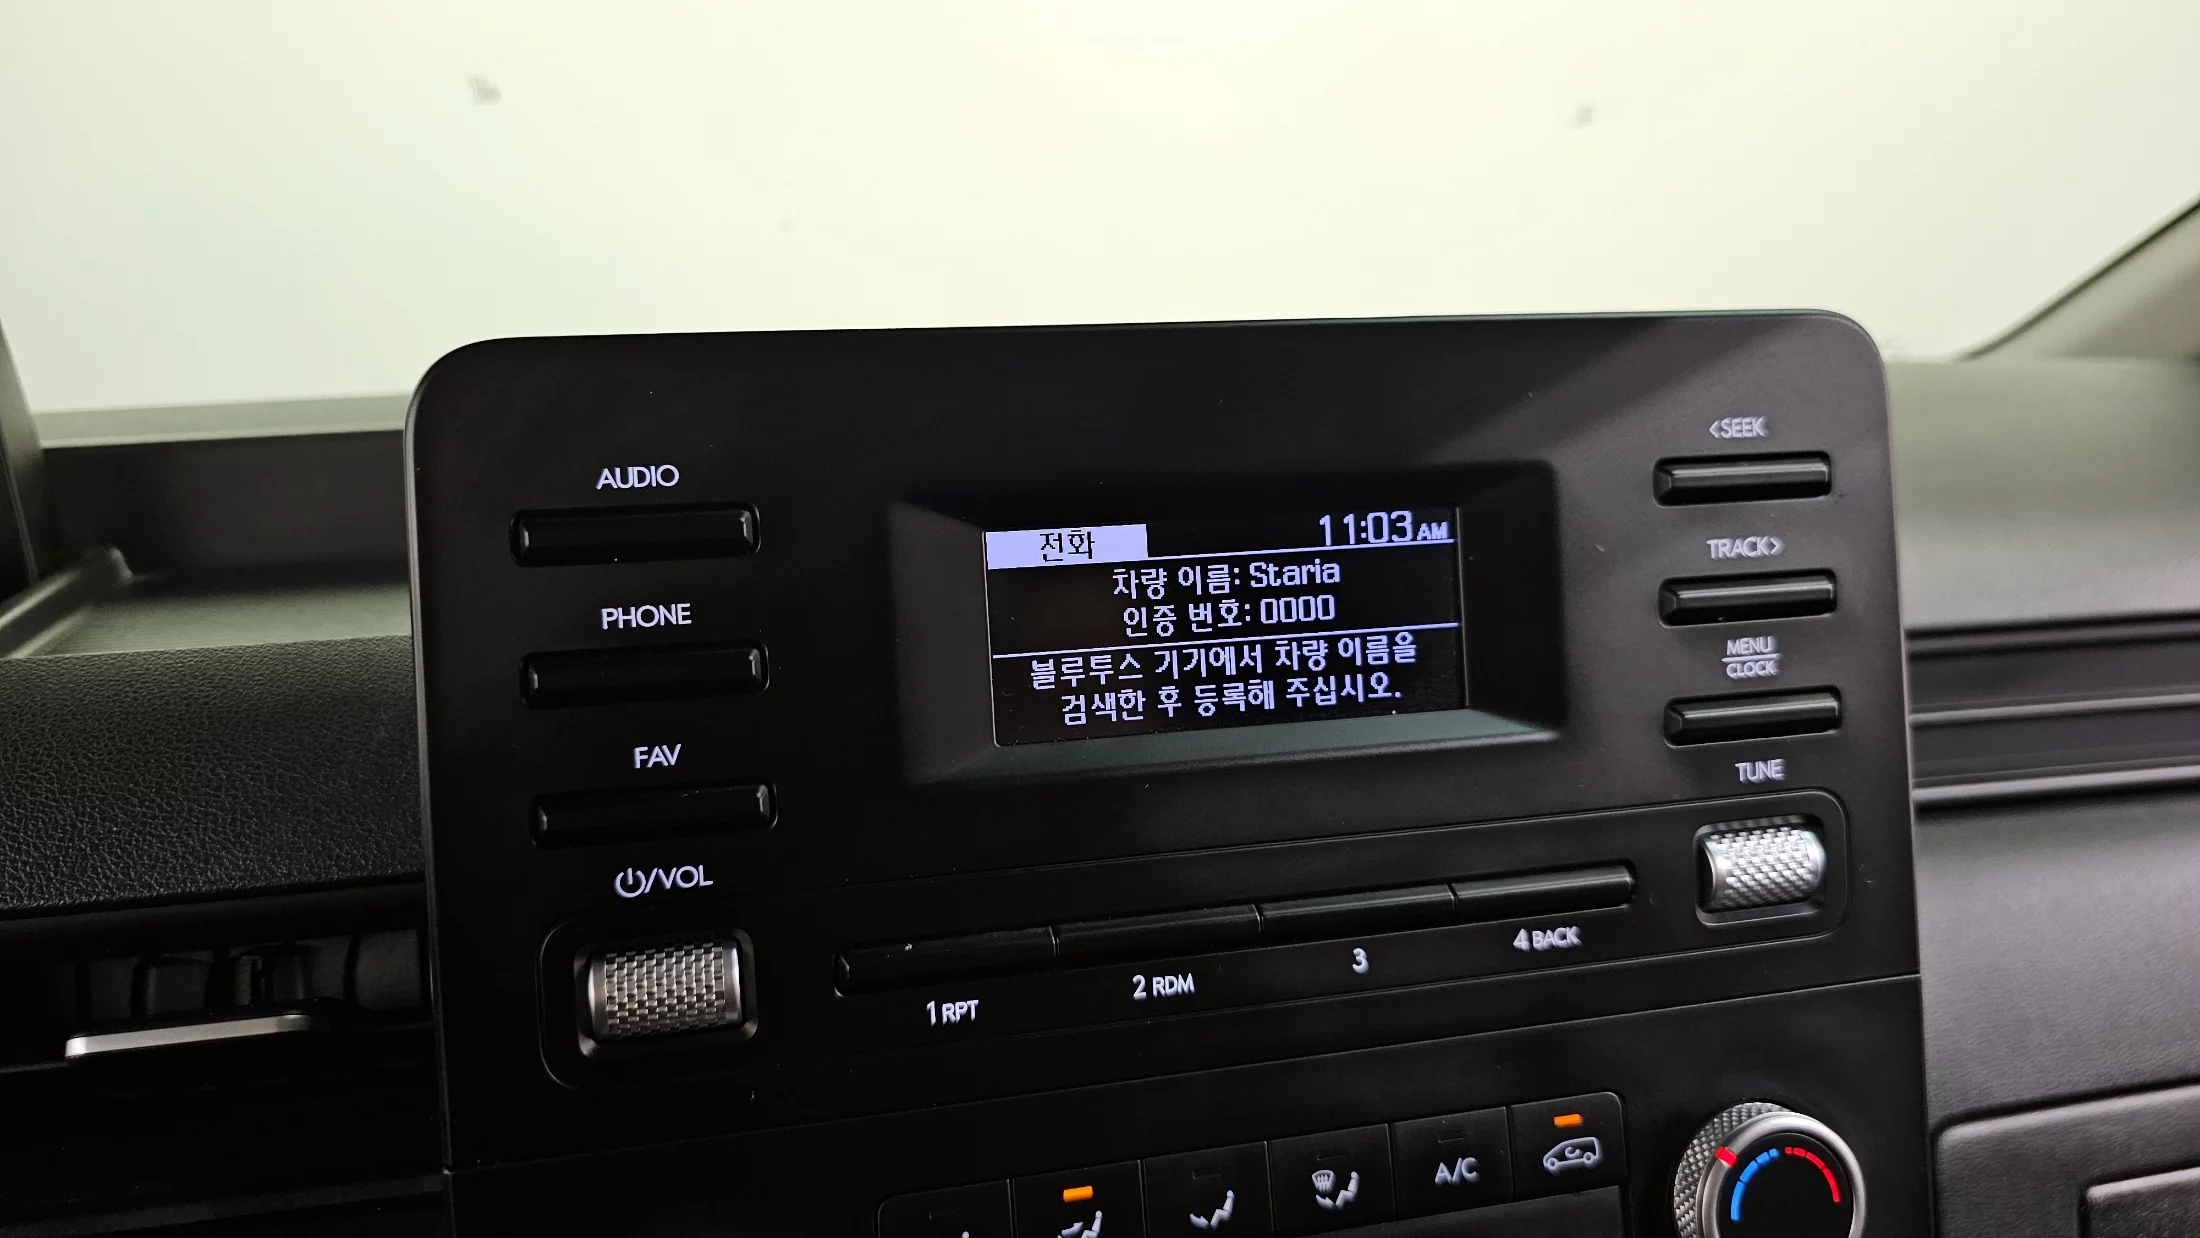 AUDIO
PHONE
FAV
/VOL
전화 11:03 AM
차량 이름: Staria
인증 번호: 0000
블루투스 기기에서 차량 이름을
검색한 후 등록해 주십시오.
<SEEK
TRACK>
MENU
CLOCK
TUNE
1 RPT
2 RDM
3
4 BACK
A/C